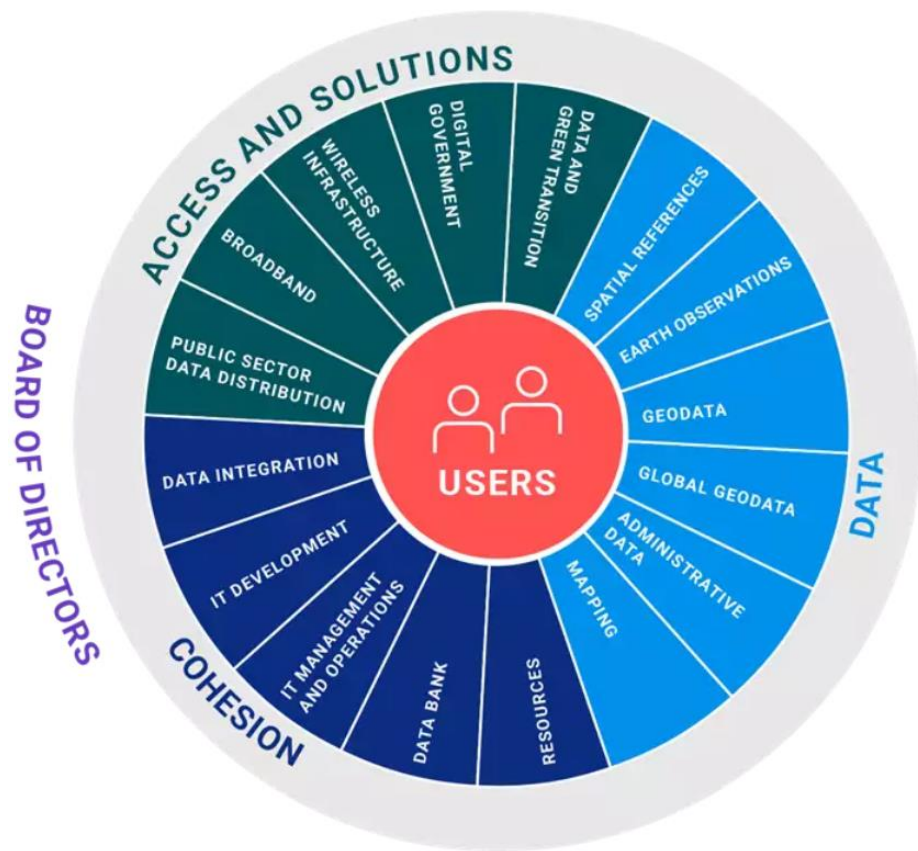 ACCESS AND SOLUTIONS
PUBLIC SECTOR
DATA DISTRIBUTION
BROADBAND
WIRELESS
INFRASTRUCTURE
DIGITAL
GOVERNMENT
DATA AND
GREEN TRANSITION
SPATIAL REFERENCES
EARTH OBSERVATIONS
GEODATA
GLOBAL GEODATA
ADMINISTRATIVE
DATA
MAPPING
DATA
RESOURCES
DATA BANK
IT MANAGEMENT
AND OPERATIONS
IT DEVELOPMENT
DATA INTEGRATION
COHESION
BOARD OF DIRECTORS
USERS